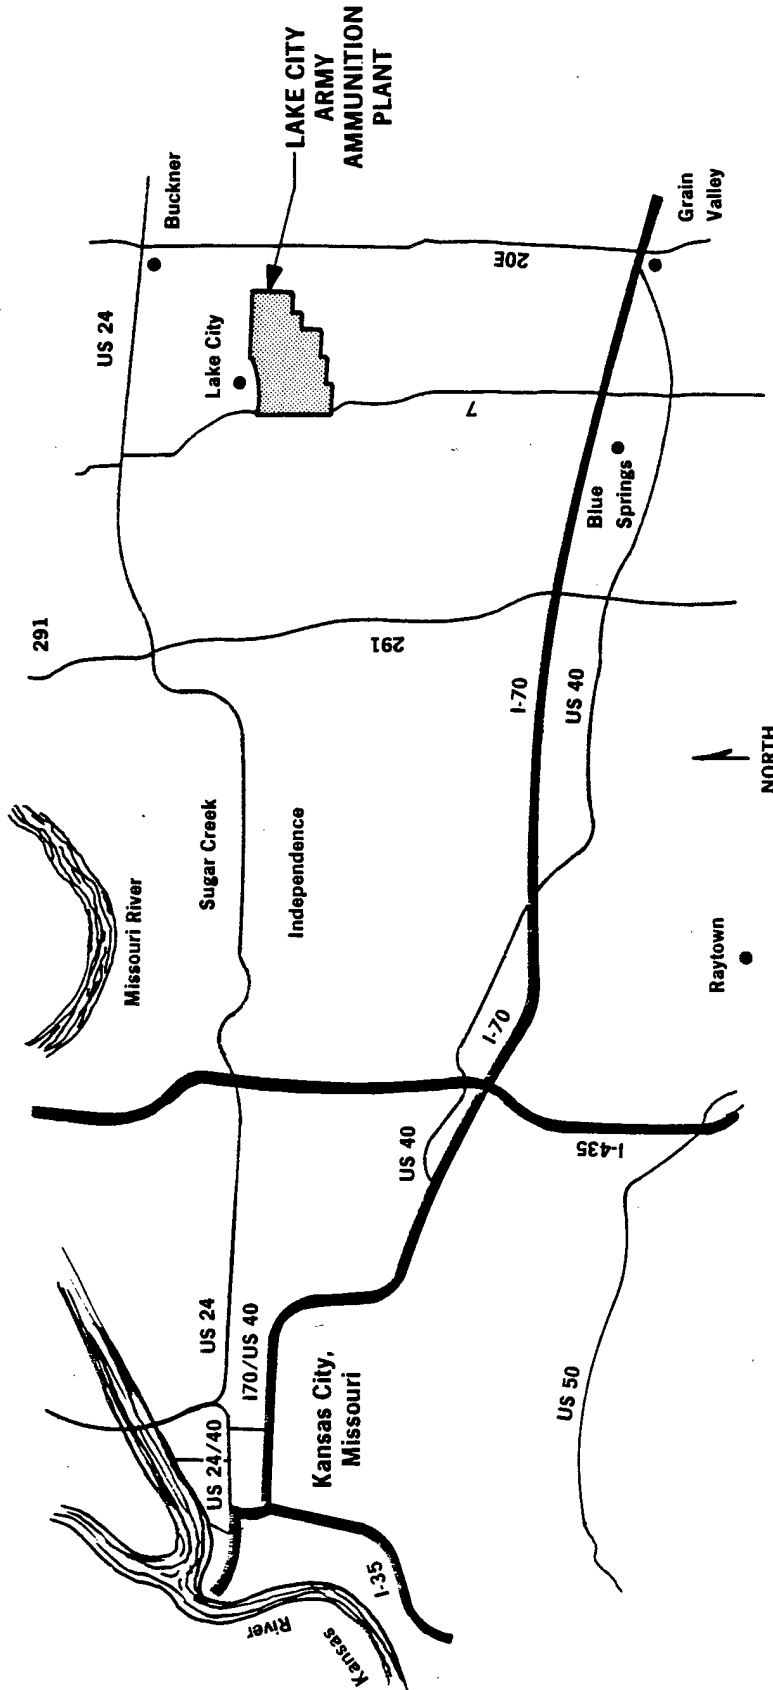 LAKE CITY
ARMY
AMMUNITION
PLANT
Buckner
US 24
Lake City
20E
7
Grain
Valley
Blue
Springs
291
291
I-70
US 40
NORTH
Sugar Creek
Independence
Missouri River
Raytown
I-70
US 40
I-435
US 24
I70/US 40
US 24/40
Kansas City,
Missouri
US 50
I-35
Kansas
River